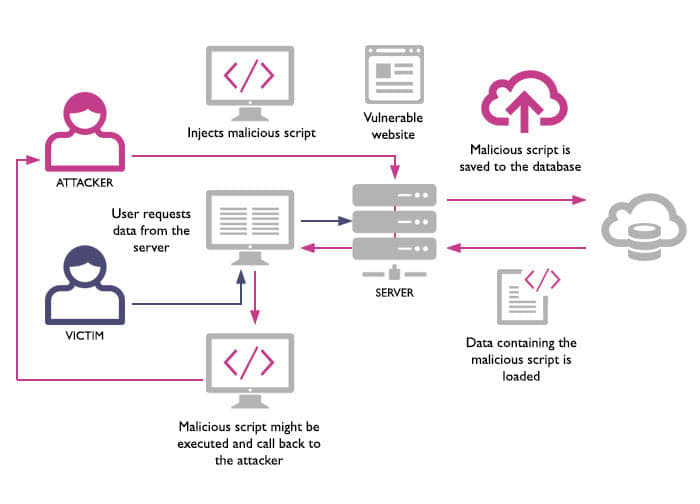 Injects malicious script
Vulnerable
website
Malicious script is
saved to the database
ATTACKER
User requests
data from the
server
SERVER
VICTIM
Data containing the
malicious script is
loaded
Malicious script might be
executed and call back to
the attacker